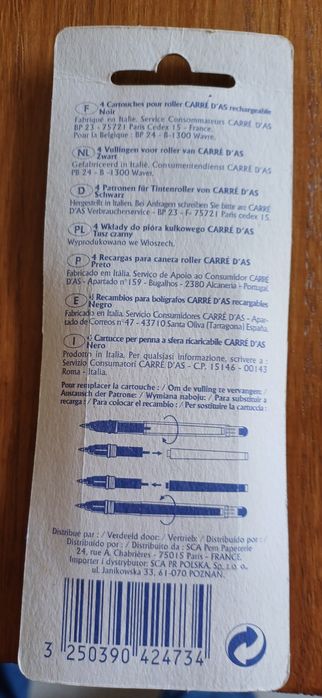 F 4 Cartouches pour roller CARRÉ D'AS rechargeable
Noir
Fabriqué en Italie. Service Consommateurs CARRÉ D'AS
BP 23 - 75721 Paris Cedex 15 - France.
Pour la Belgique : BP 24 - B-1300 Wavre.
NL 4 Vullingen voor roller van CARRÉ D'AS
Zwart
Gefabriceerd in Italië. Consumentendienst CARRÉ D'AS
PB 24 - B -1300 Wavre.
D 4 Patronen für Tintenroller von CARRÉ D'AS
Schwarz
Hergestellt in Italien. Bei Anfragen schreiben Sie bitte an: CARRÉ
D'AS Verbraucherservice - BP 23 - F- 75721 Paris cedex 15.
PL 4 Wkłady do pióra kulkowego CARRÉ D'AS
Tusz czarny
Wyprodukowano we Włoszech.
P 4 Recargas para caneta roller CARRÉ D'AS
Preto
Fabricado em Itália. Serviço de Apoio ao Consumidor CARRÉ
D'AS - Apartado nº159 - Bugalhos - 2380 Alcanena - Portugal.
E 4 Recambios para bolígrafos CARRÉ D'AS recargables
Negro
Fabricado en Italia. Servicio Consumidores CARRÉ D'AS - Apar-
tado de Correos nº47 - 43710 Santa Oliva (Tarragona) España.
I 4 Cartucce per penna a sfera ricaricabile CARRÉ D'AS
Nero
Prodotto in Italia. Per qualsiasi informazione, scrivere a :
Servizio Consumatori CARRÉ D'AS - C.P. 15146 - 00143
Roma - Italia.
Pour remplacer la cartouche : / Om de vulling te vervangen: /
Austausch der Patrone: / Wymiana naboju: / Para substituir a
recarga : / Para colocar el recambio : / Per sostituire la cartuccia :
Distribué par : / Verdeeld door: / Vertrieb: / Distribuido por : /
Distribuído por : / Distribuito da : SCA Pem Papeterie
24, rue A. Chabrières - 75015 Paris - FRANCE.
Importer i dystrybutor: SCA PR POLSKA, Sp. z o. o.
ul. Janikowska 33, 61-070 POZNAŃ.
3 250390 424734